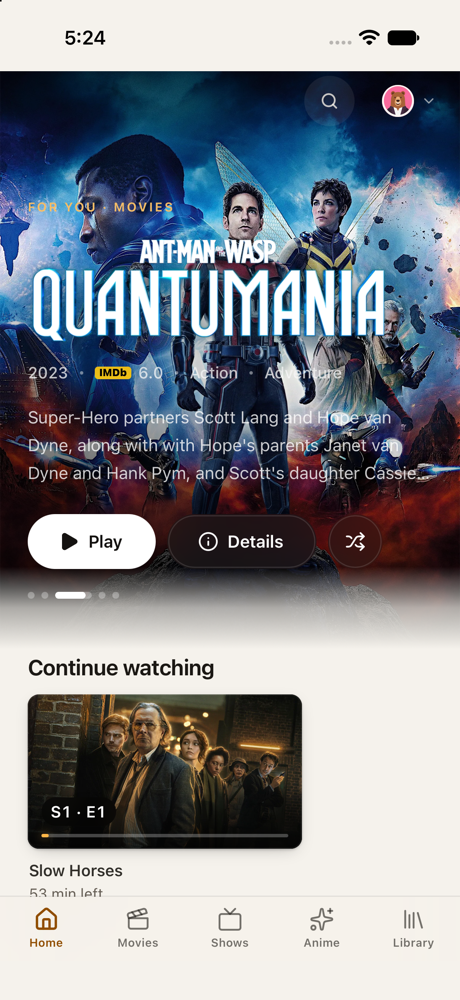 5:24
FOR YOU · MOVIES
ANT-MAN AND THE WASP
QUANTUMANIA
2023 • IMDb 6.0 • Action • Adventure
Super-Hero partners Scott Lang and Hope van
Dyne, along with with Hope's parents Janet van
Dyne and Hank Pym, and Scott's daughter Cassie...
Play
Details
Continue watching
S1 · E1
Slow Horses
53 min left
Home
Movies
Shows
Anime
Library